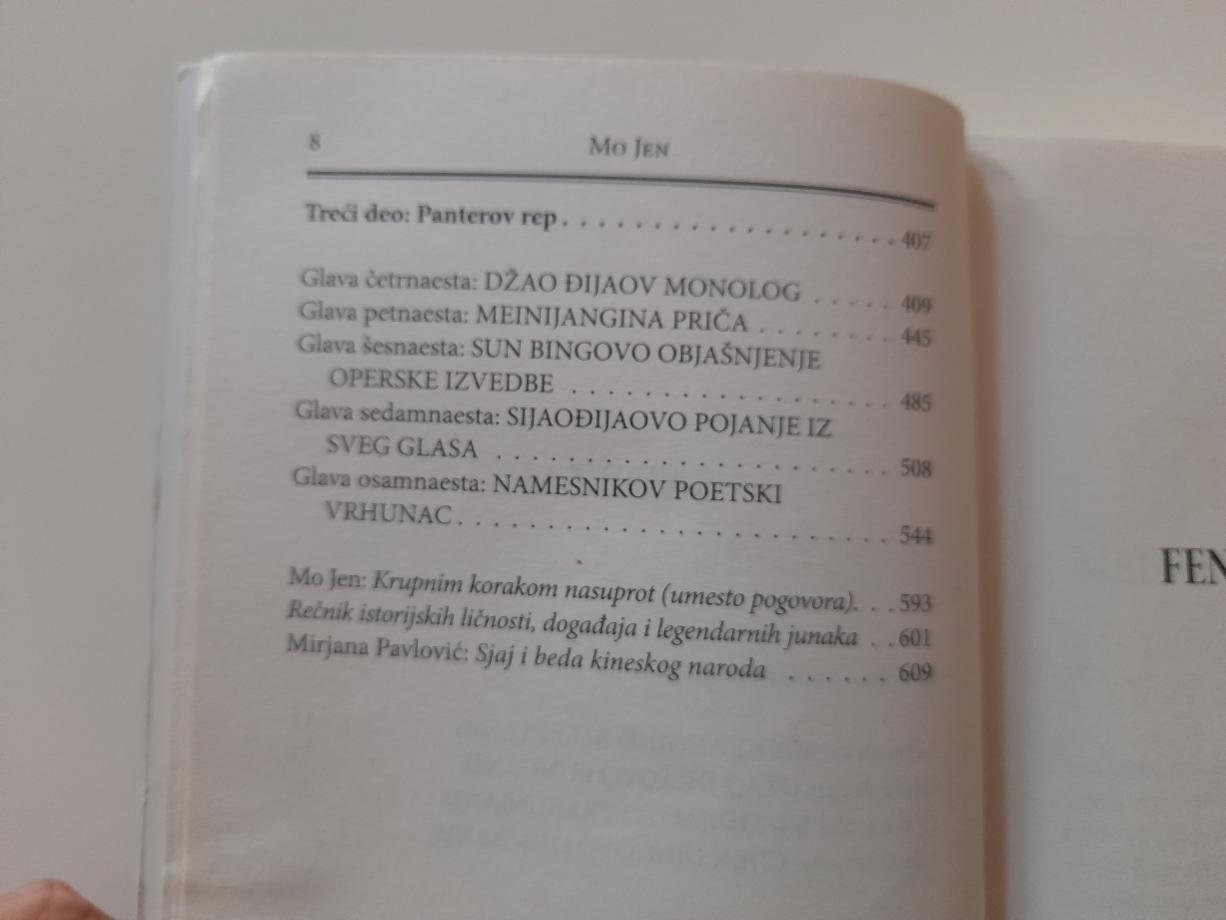 8 Mo Jen
Treći deo: Panterov rep . . . . . . . . . . . . . . . . . . . 407
Glava četrnaesta: DŽAO ĐIJAOV MONOLOG . . . . . 409
Glava petnaesta: MEINIJANGINA PRIČA . . . . . . . . 445
Glava šesnaesta: SUN BINGOVO OBJAŠNJENJE
OPERSKE IZVEDBE . . . . . . . . . . . . . . . . . . 485
Glava sedamnaesta: SIJAOĐIJAOVO POJANJE IZ
SVEG GLASA . . . . . . . . . . . . . . . . . . . . . . 508
Glava osamnaesta: NAMESNIKOV POETSKI
VRHUNAC . . . . . . . . . . . . . . . . . . . . . . . . 544
Mo Jen: Krupnim korakom nasuprot (umesto pogovora). . . 593
Rečnik istorijskih ličnosti, događaja i legendarnih junaka . . 601
Mirjana Pavlović: Sjaj i beda kineskog naroda . . . . . . 609
FEN